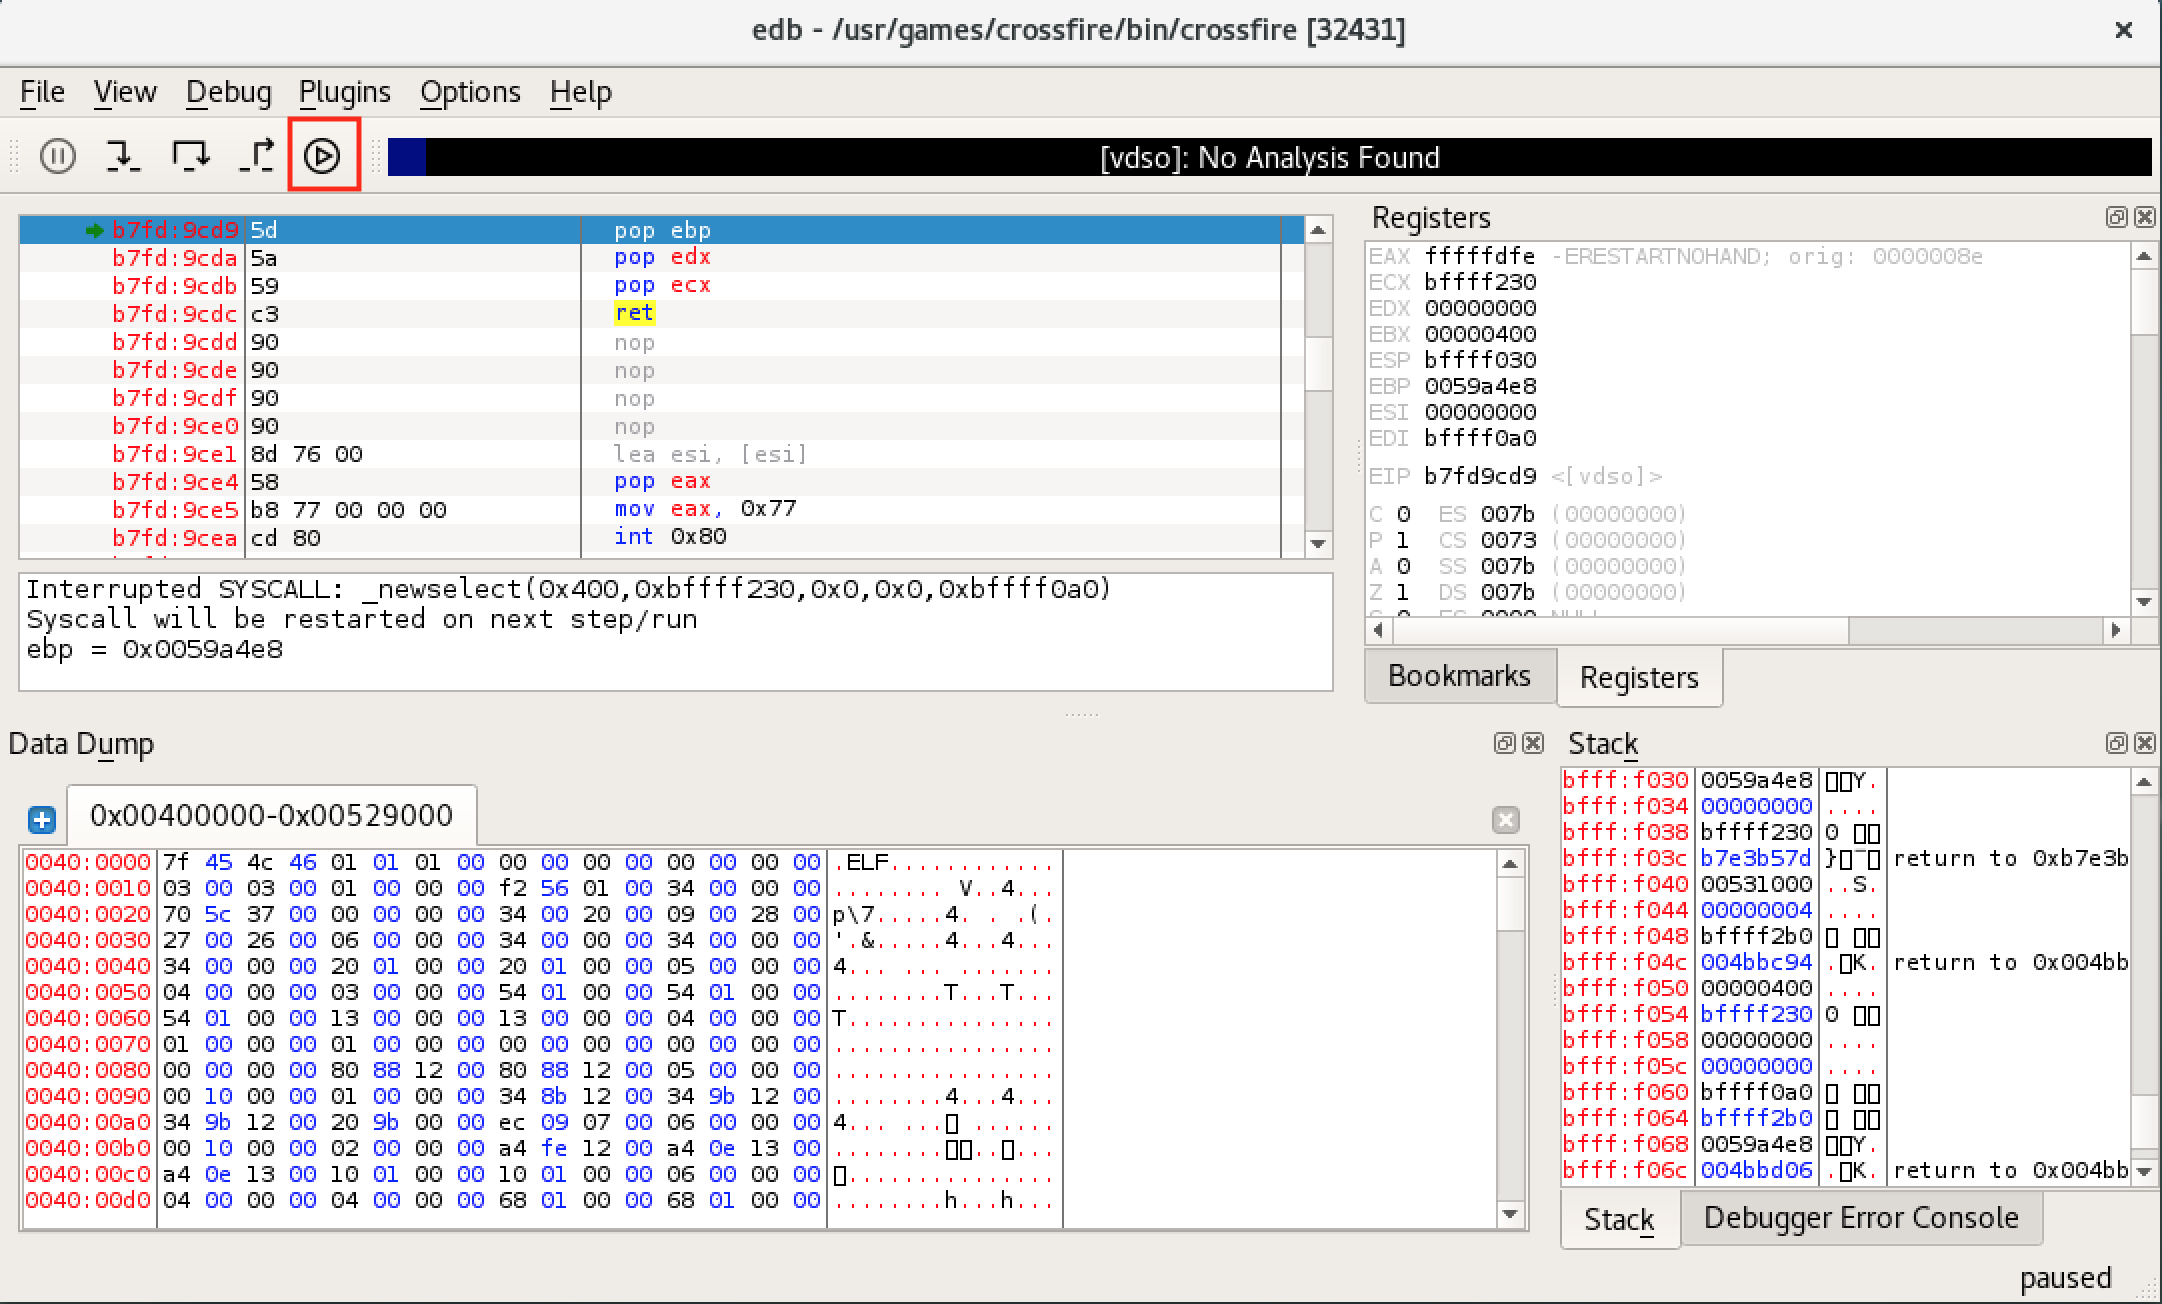 edb - /usr/games/crossfire/bin/crossfire [32431]
File View Debug Plugins Options Help
[vdso]: No Analysis Found
b7fd:9cd9 5d pop ebp
b7fd:9cda 5a pop edx
b7fd:9cdb 59 pop ecx
b7fd:9cdc c3 ret
b7fd:9cdd 90 nop
b7fd:9cde 90 nop
b7fd:9cdf 90 nop
b7fd:9ce0 90 nop
b7fd:9ce1 8d 76 00 lea esi, [esi]
b7fd:9ce4 58 pop eax
b7fd:9ce5 b8 77 00 00 00 mov eax, 0x77
b7fd:9cea cd 80 int 0x80
Interrupted SYSCALL: _newselect(0x400,0xbffff230,0x0,0x0,0xbffff0a0)
Syscall will be restarted on next step/run
ebp = 0x0059a4e8
Registers
EAX fffffdfe -ERESTARTNOHAND; orig: 0000008e
ECX bffff230
EDX 00000000
EBX 00000400
ESP bffff030
EBP 0059a4e8
ESI 00000000
EDI bffff0a0
EIP b7fd9cd9 <[vdso]>
C 0 ES 007b (00000000)
P 1 CS 0073 (00000000)
A 0 SS 007b (00000000)
Z 1 DS 007b (00000000)
Bookmarks Registers
Data Dump
0x00400000-0x00529000
0040:0000 7f 45 4c 46 01 01 01 00 00 00 00 00 00 00 00 00 .ELF............
0040:0010 03 00 03 00 01 00 00 00 f2 56 01 00 34 00 00 00 ........ V..4...
0040:0020 70 5c 37 00 00 00 00 00 34 00 20 00 09 00 28 00 p\7.....4. . .(.
0040:0030 27 00 26 00 06 00 00 00 34 00 00 00 34 00 00 00 '.&.....4...4...
0040:0040 34 00 00 00 20 01 00 00 20 01 00 00 05 00 00 00 4... ... .......
0040:0050 04 00 00 00 03 00 00 00 54 01 00 00 54 01 00 00 ........T...T...
0040:0060 54 01 00 00 13 00 00 00 13 00 00 00 04 00 00 00 T...............
0040:0070 01 00 00 00 01 00 00 00 00 00 00 00 00 00 00 00 ................
0040:0080 00 00 00 00 80 88 12 00 80 88 12 00 05 00 00 00 ................
0040:0090 00 10 00 00 01 00 00 00 34 8b 12 00 34 9b 12 00 ........4...4...
0040:00a0 34 9b 12 00 20 9b 00 00 ec 09 07 00 06 00 00 00 4... ...▯.......
0040:00b0 00 10 00 00 02 00 00 00 a4 fe 12 00 a4 0e 13 00 ........▯▯..▯...
0040:00c0 a4 0e 13 00 10 01 00 00 10 01 00 00 06 00 00 00 ▯...............
0040:00d0 04 00 00 00 04 00 00 00 68 01 00 00 68 01 00 00 ........h...h...
Stack
bfff:f030 0059a4e8 ▯▯Y.
bfff:f034 00000000 ....
bfff:f038 bffff230 0 ▯▯
bfff:f03c b7e3b57d }▯¯▯ return to 0xb7e3b
bfff:f040 00531000 ..S.
bfff:f044 00000004 ....
bfff:f048 bffff2b0 ▯ ▯▯
bfff:f04c 004bbc94 .▯K. return to 0x004bb
bfff:f050 00000400 ....
bfff:f054 bffff230 0 ▯▯
bfff:f058 00000000 ....
bfff:f05c 00000000 ....
bfff:f060 bffff0a0 ▯ ▯▯
bfff:f064 bffff2b0 ▯ ▯▯
bfff:f068 0059a4e8 ▯▯Y.
bfff:f06c 004bbd06 .▯K. return to 0x004bb
Stack Debugger Error Console
paused